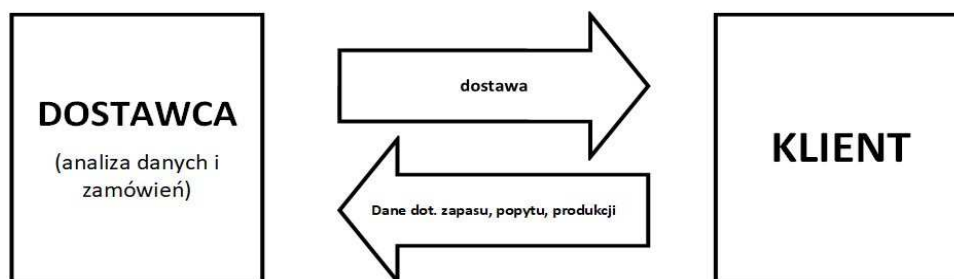 DOSTAWCA
(analiza danych i
zamówień)
dostawa
Dane dot. zapasu, popytu, produkcji
KLIENT